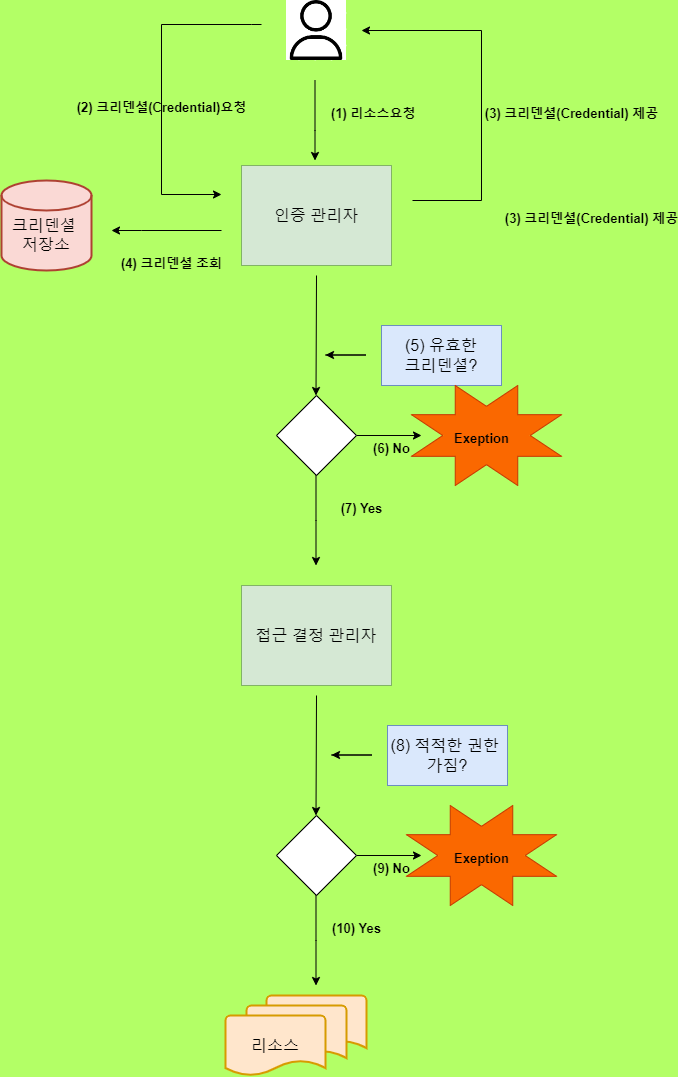 (2) 크리덴셜(Credential)요청
(1) 리소스요청
(3) 크리덴셜(Credential) 제공
인증 관리자
(3) 크리덴셜(Credential) 제공
크리덴셜
저장소
(4) 크리덴셜 조회
(5) 유효한
크리덴셜?
(6) No
Exeption
(7) Yes
접근 결정 관리자
(8) 적적한 권한
가짐?
(9) No
Exeption
(10) Yes
리소스